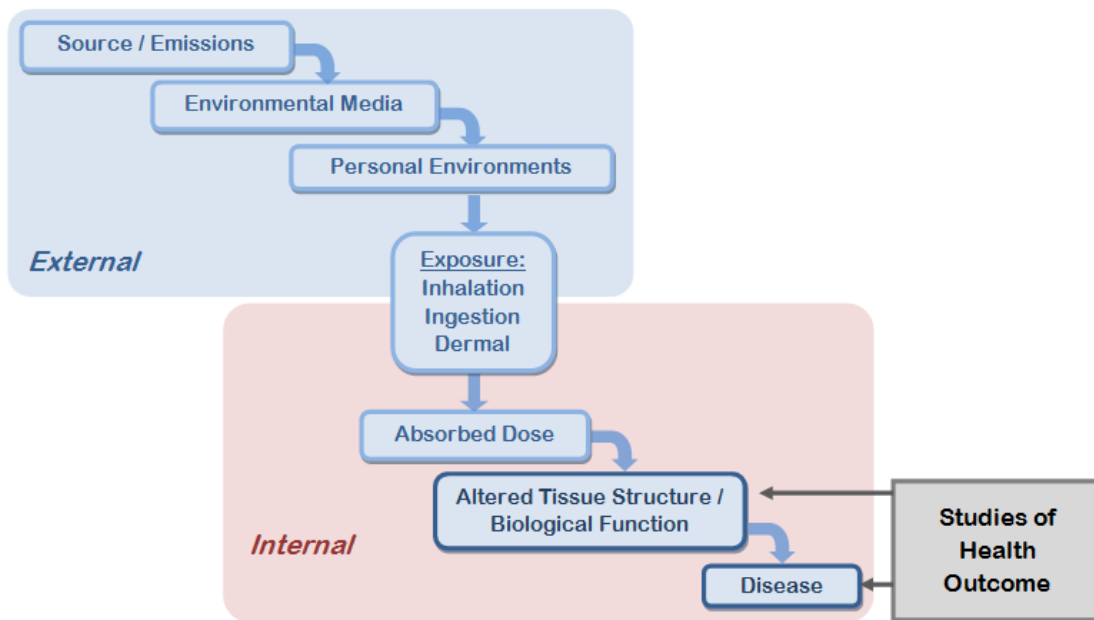 Source / Emissions
Environmental Media
Personal Environments
External
Exposure:
Inhalation
Ingestion
Dermal
Absorbed Dose
Altered Tissue Structure /
Biological Function
Internal
Disease
Studies of
Health
Outcome